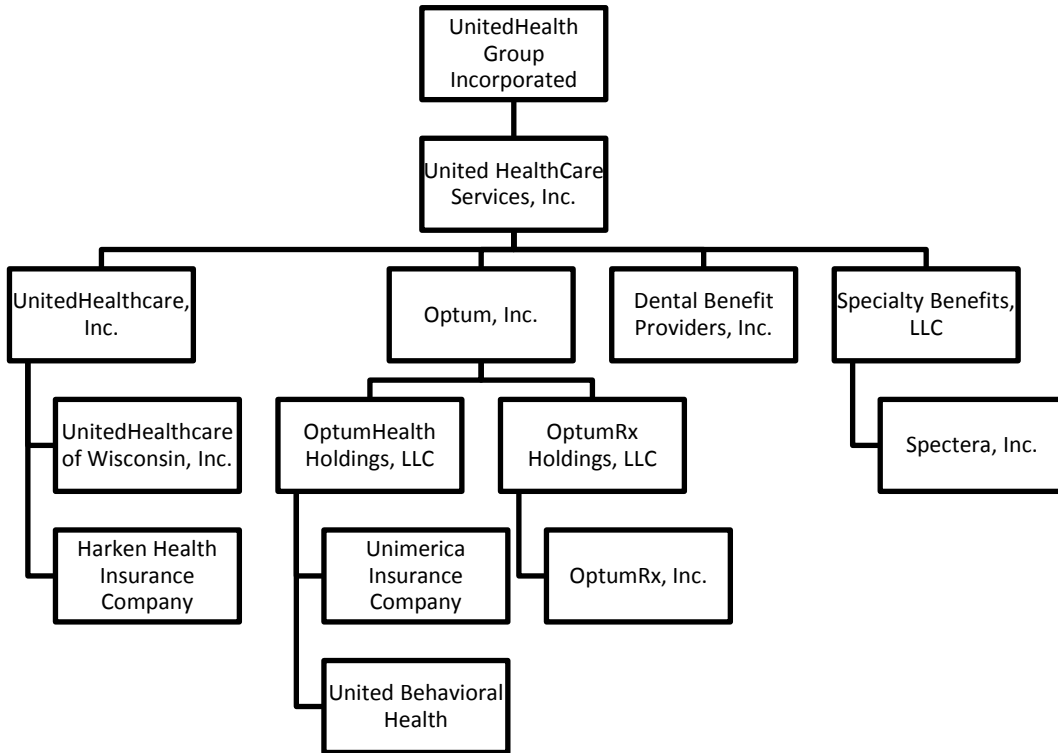 UnitedHealth
Group
Incorporated
United HealthCare
Services, Inc.
UnitedHealthcare,
Inc.
Optum, Inc.
Dental Benefit
Providers, Inc.
Specialty Benefits,
LLC
UnitedHealthcare
of Wisconsin, Inc.
OptumHealth
Holdings, LLC
OptumRx
Holdings, LLC
Spectera, Inc.
Harken Health
Insurance
Company
Unimerica
Insurance
Company
OptumRx, Inc.
United Behavioral
Health